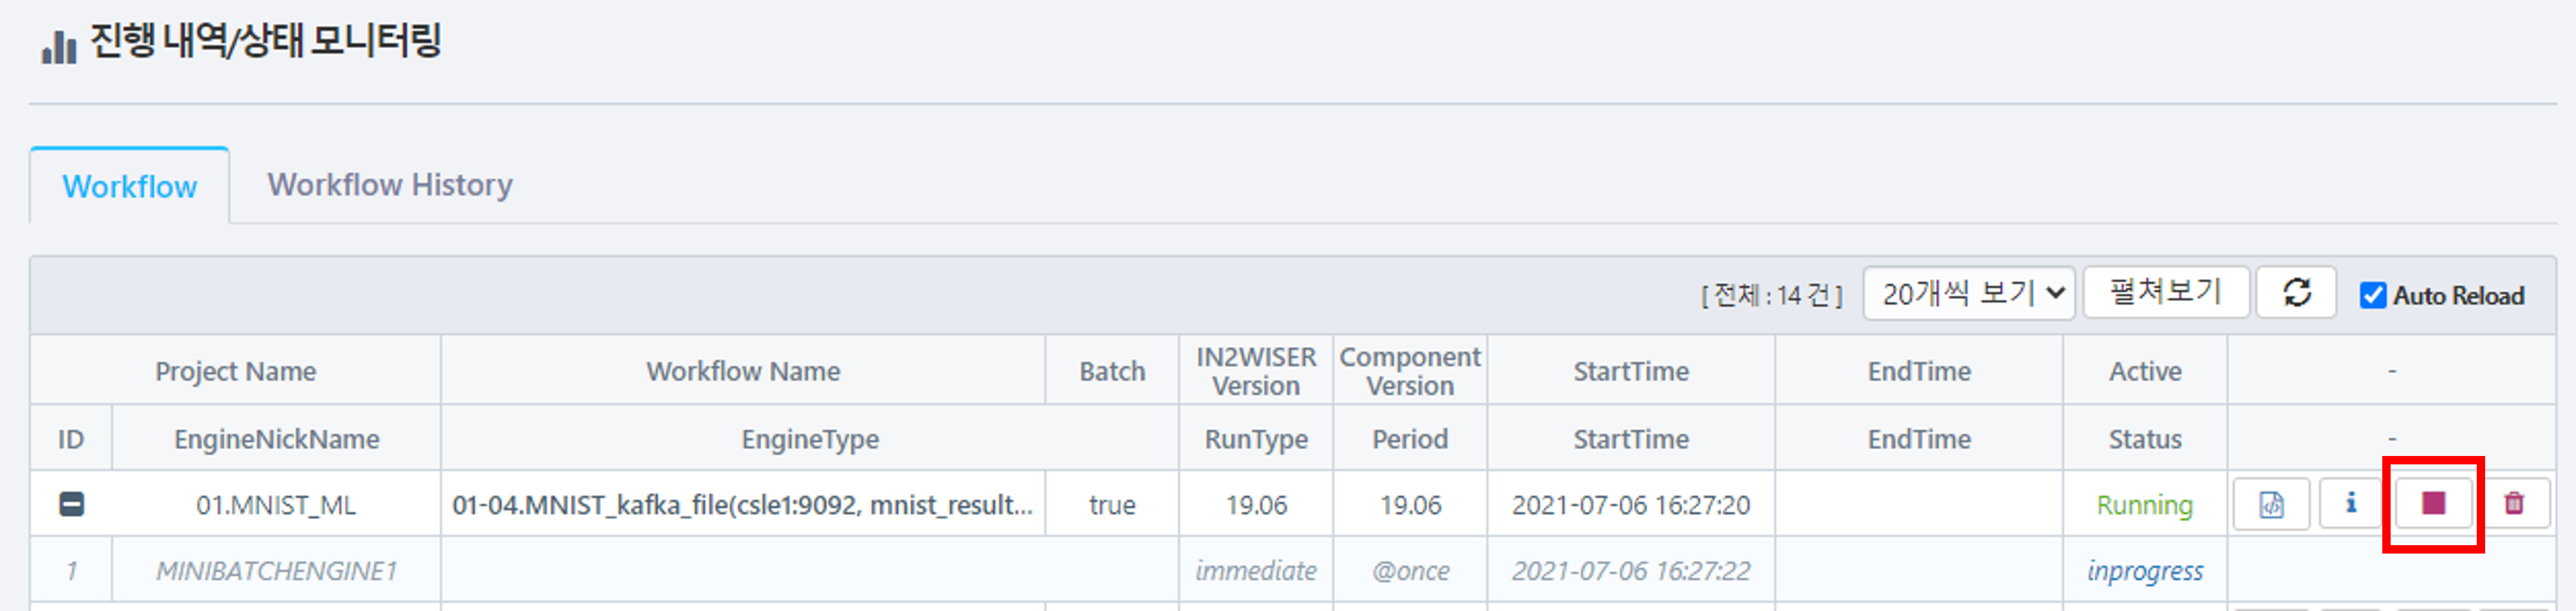 진행 내역/상태 모니터링
Workflow
Workflow History
[ 전체 : 14 건 ]
20개씩 보기
펼쳐보기
Auto Reload
Project Name
Workflow Name
Batch
IN2WISER
Version
Component
Version
StartTime
EndTime
Active
-
ID
EngineNickName
EngineType
RunType
Period
StartTime
EndTime
Status
-
01.MNIST_ML
01-04.MNIST_kafka_file(csle1:9092, mnist_result...
true
19.06
19.06
2021-07-06 16:27:20
Running
1
MINIBATCHENGINE1
immediate
@once
2021-07-06 16:27:22
inprogress